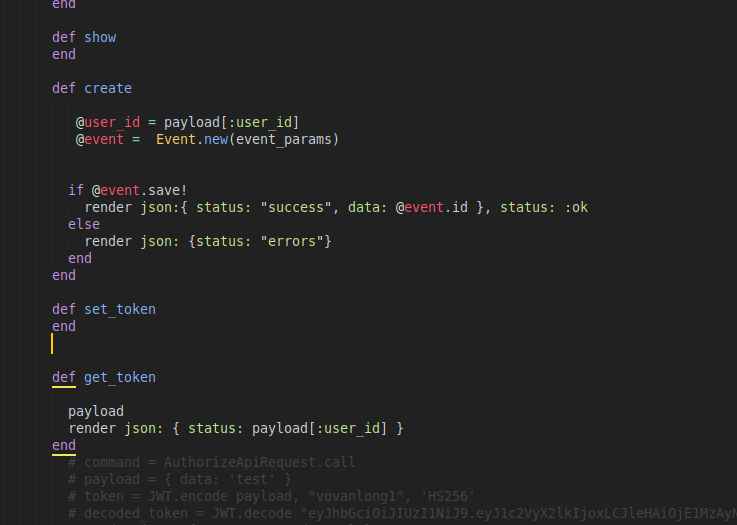 end
def show
end
def create
@user_id = payload[:user_id]
@event =  Event.new(event_params)
if @event.save!
render json:{ status: "success", data: @event.id }, status: :ok
else
render json: {status: "errors"}
end
end
def set_token
end
def get_token
payload
render json: { status: payload[:user_id] }
end
# command = AuthorizeApiRequest.call
# payload = { data: 'test' }
# token = JWT.encode payload, "vovanlong1", 'HS256'
# decoded_token = JWT.decode "eyJhbGciOiJIUzI1NiJ9.eyJ1c2VyX2lkIjoxLCJleHAiOjE1MzAyN